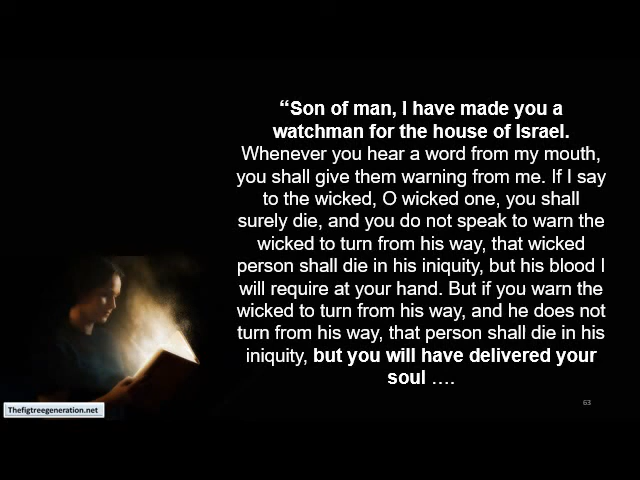 “Son of man, I have made you a
watchman for the house of Israel.
Whenever you hear a word from my mouth,
you shall give them warning from me. If I say
to the wicked, O wicked one, you shall
surely die, and you do not speak to warn the
wicked to turn from his way, that wicked
person shall die in his iniquity, but his blood I
will require at your hand. But if you warn the
wicked to turn from his way, and he does not
turn from his way, that person shall die in his
iniquity, but you will have delivered your
soul ….
63
Thefigtreegeneration.net